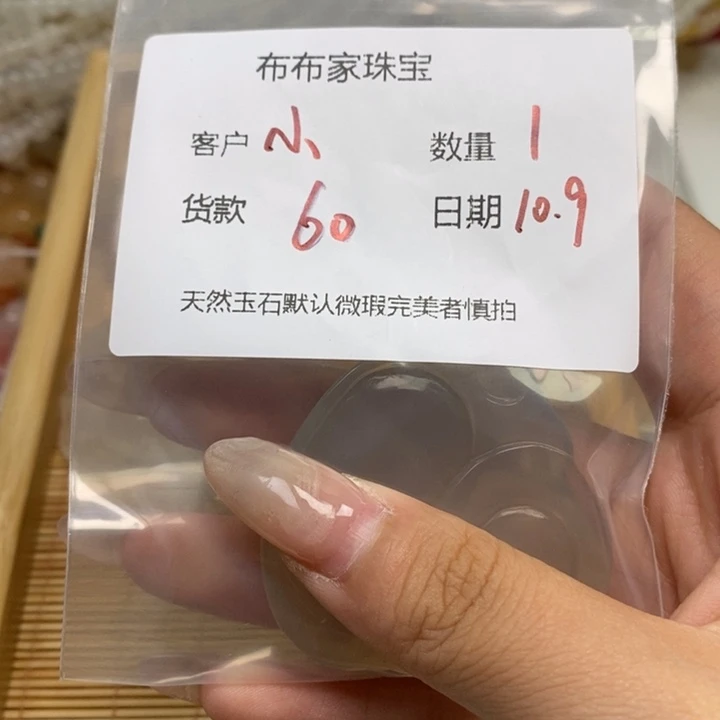 布布家珠宝
客户 小 数量 1
货款 60 日期 10.9
天然玉石默认微瑕完美者慎拍